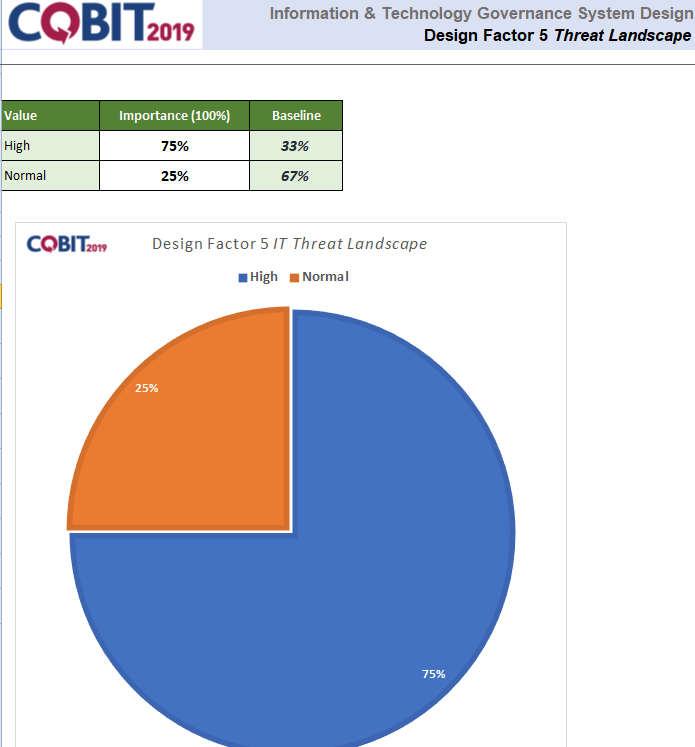 COBIT2019
Information & Technology Governance System Design
Design Factor 5 Threat Landscape
Value Importance (100%) Baseline
High 75% 33%
Normal 25% 67%
COBIT2019 Design Factor 5 IT Threat Landscape
High Normal
25%
75%